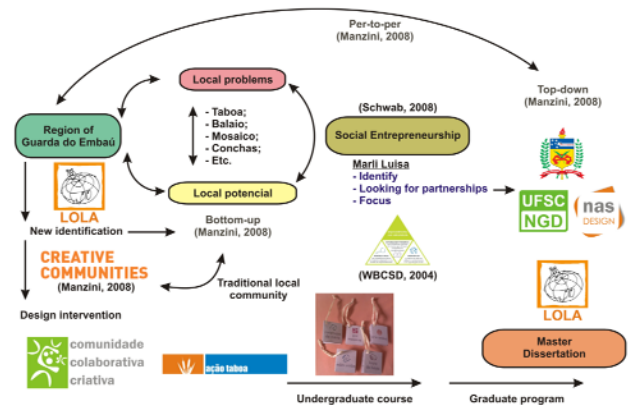 Per-to-per
(Manzini, 2008)
Top-down
(Manzini, 2008)
Local problems
- Taboa;
- Balaio;
- Mosaico;
- Conchas;
- Etc.
Local potencial
Bottom-up
(Manzini, 2008)
Region of
Guarda do Embaú
LOLA
New identification
CREATIVE
COMMUNITIES
(Manzini, 2008)
Traditional local
community
Design intervention
comunidade
colaborativa
criativa
ação taboa
(Schwab, 2008)
Social Entrepreneurship
Marli Luisa
- Identify
- Looking for partnerships
- Focus
(WBCSD, 2004)
UFSC
NGD
nas
DESIGN
LOLA
Master
Dissertation
Undergraduate course
Graduate program